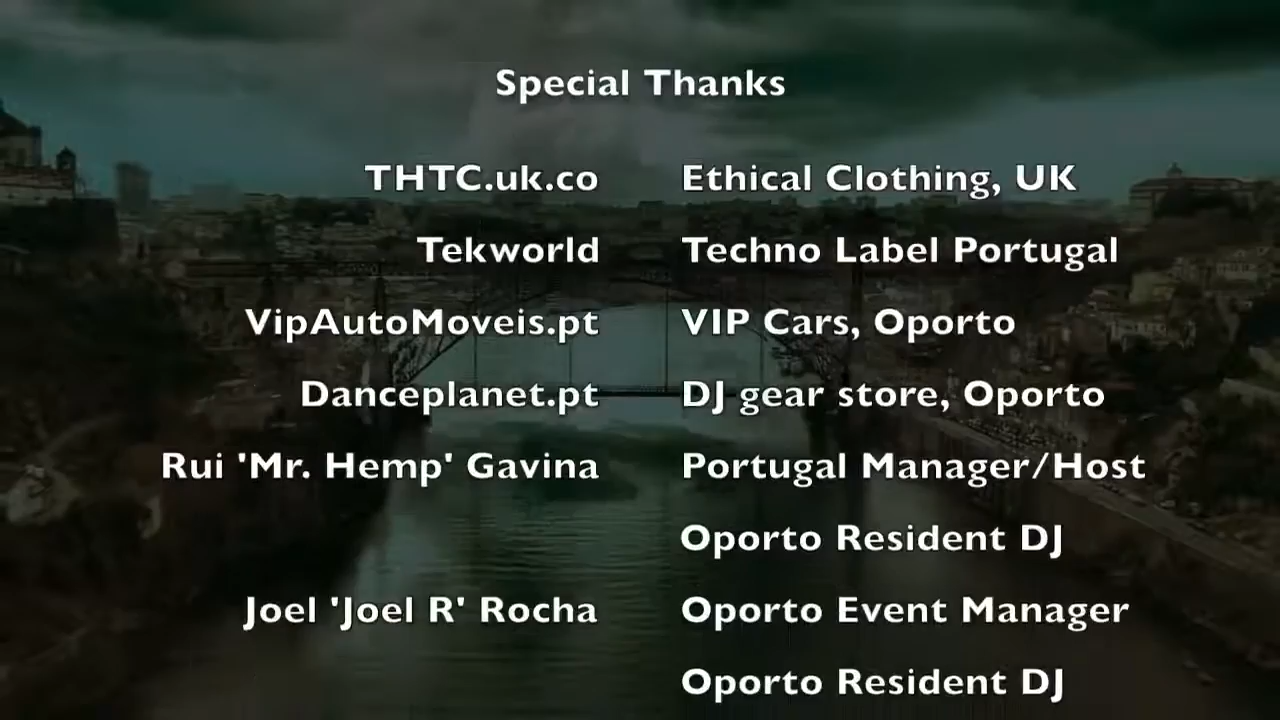 Special Thanks
THTC.uk.co Ethical Clothing, UK
Tekworld Techno Label Portugal
VipAutoMoveis.pt VIP Cars, Oporto
Danceplanet.pt DJ gear store, Oporto
Rui 'Mr. Hemp' Gavina Portugal Manager/Host
Oporto Resident DJ
Joel 'Joel R' Rocha Oporto Event Manager
Oporto Resident DJ